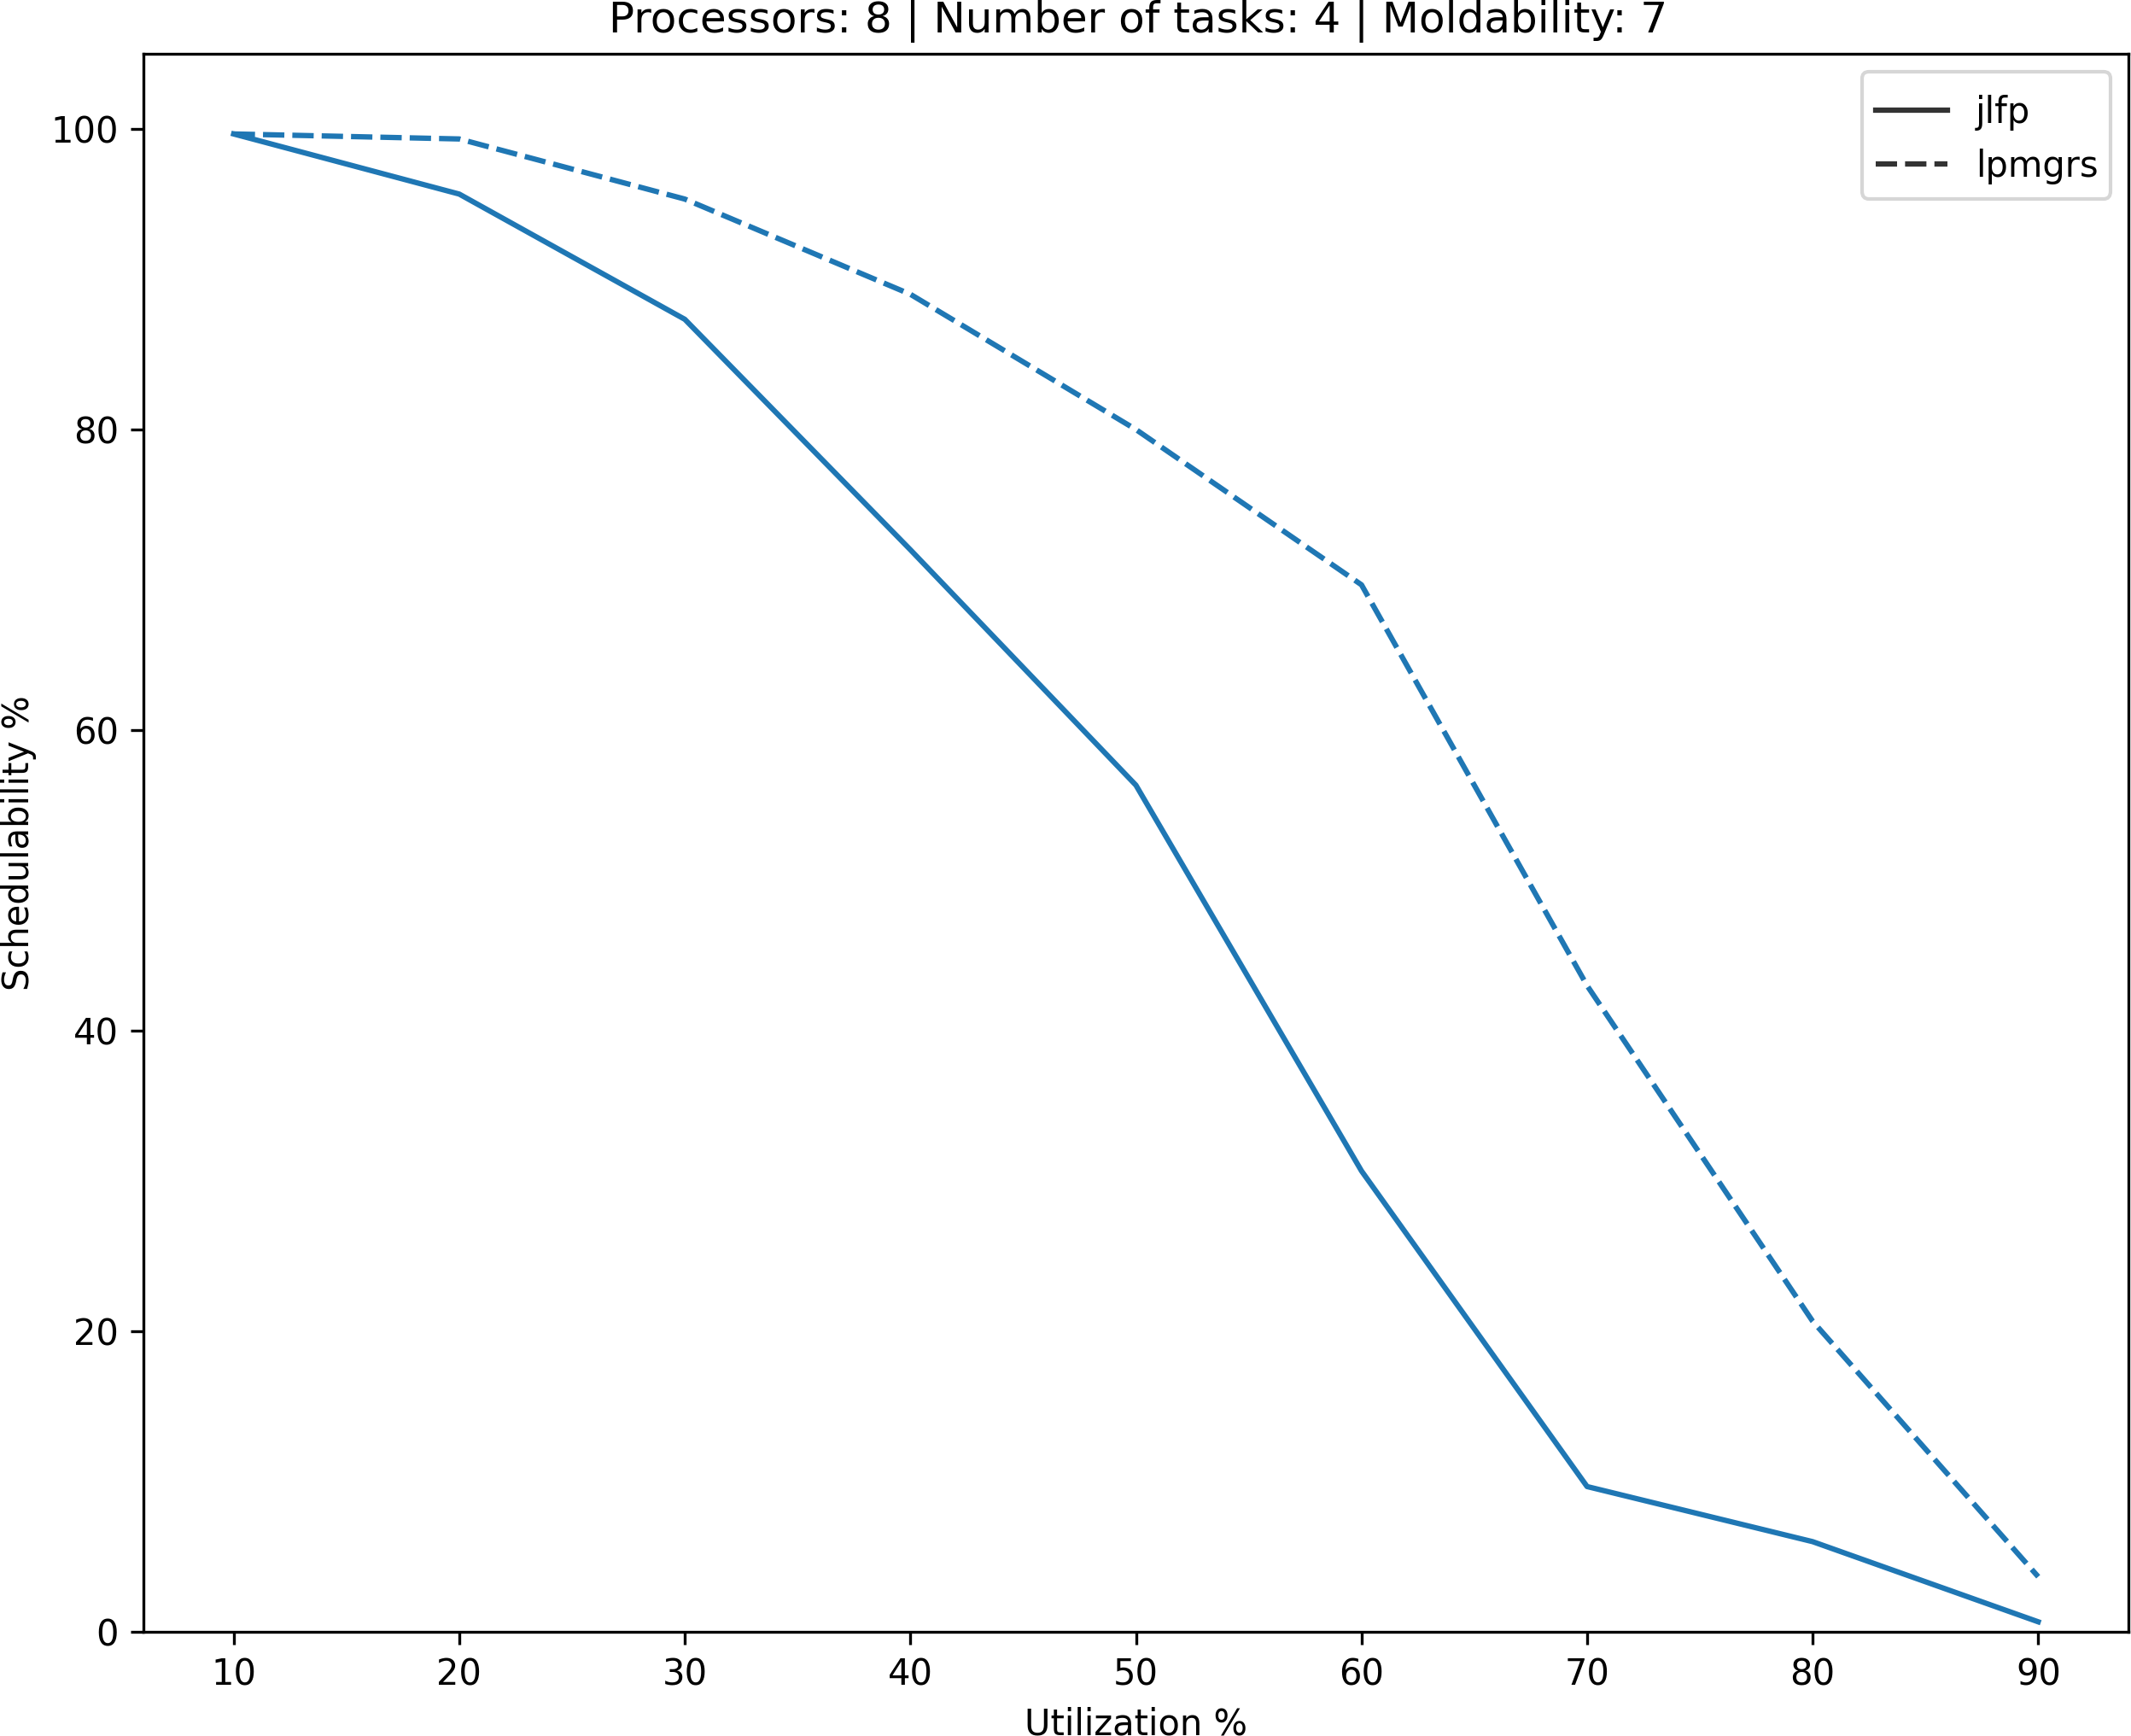 Processors: 8 | Number of tasks: 4 | Moldability: 7
jlfp
lpmgrs
Schedulability %
100
80
60
40
20
0
10 20 30 40 50 60 70 80 90
Utilization %